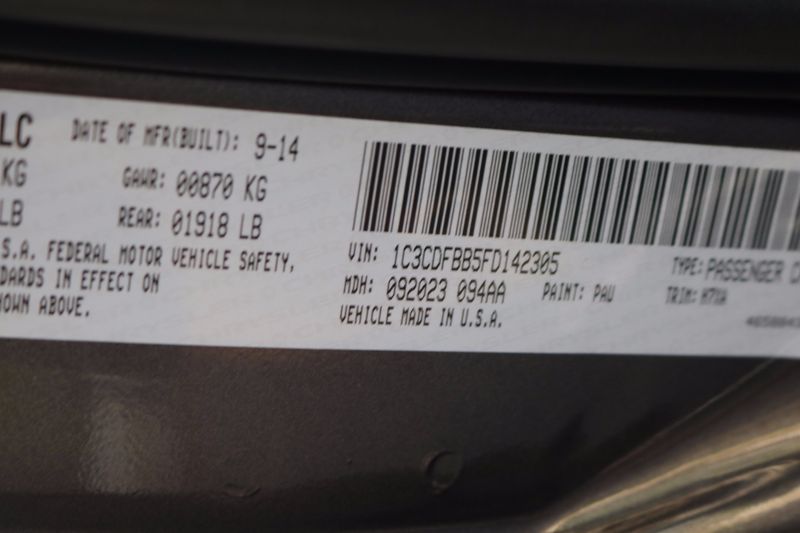 LC
DATE OF MFR(BUILT): 9-14
KG GAWR: 00870 KG
LB REAR: 01918 LB
S.A. FEDERAL MOTOR VEHICLE SAFETY,
DARDS IN EFFECT ON
HOWN ABOVE.
VIN: 1C3CDFBB5FD142305
TYPE: PASSENGER C
MDH: 092023 094AA PAINT: PAU TRIM: H7XA
VEHICLE MADE IN U.S.A.